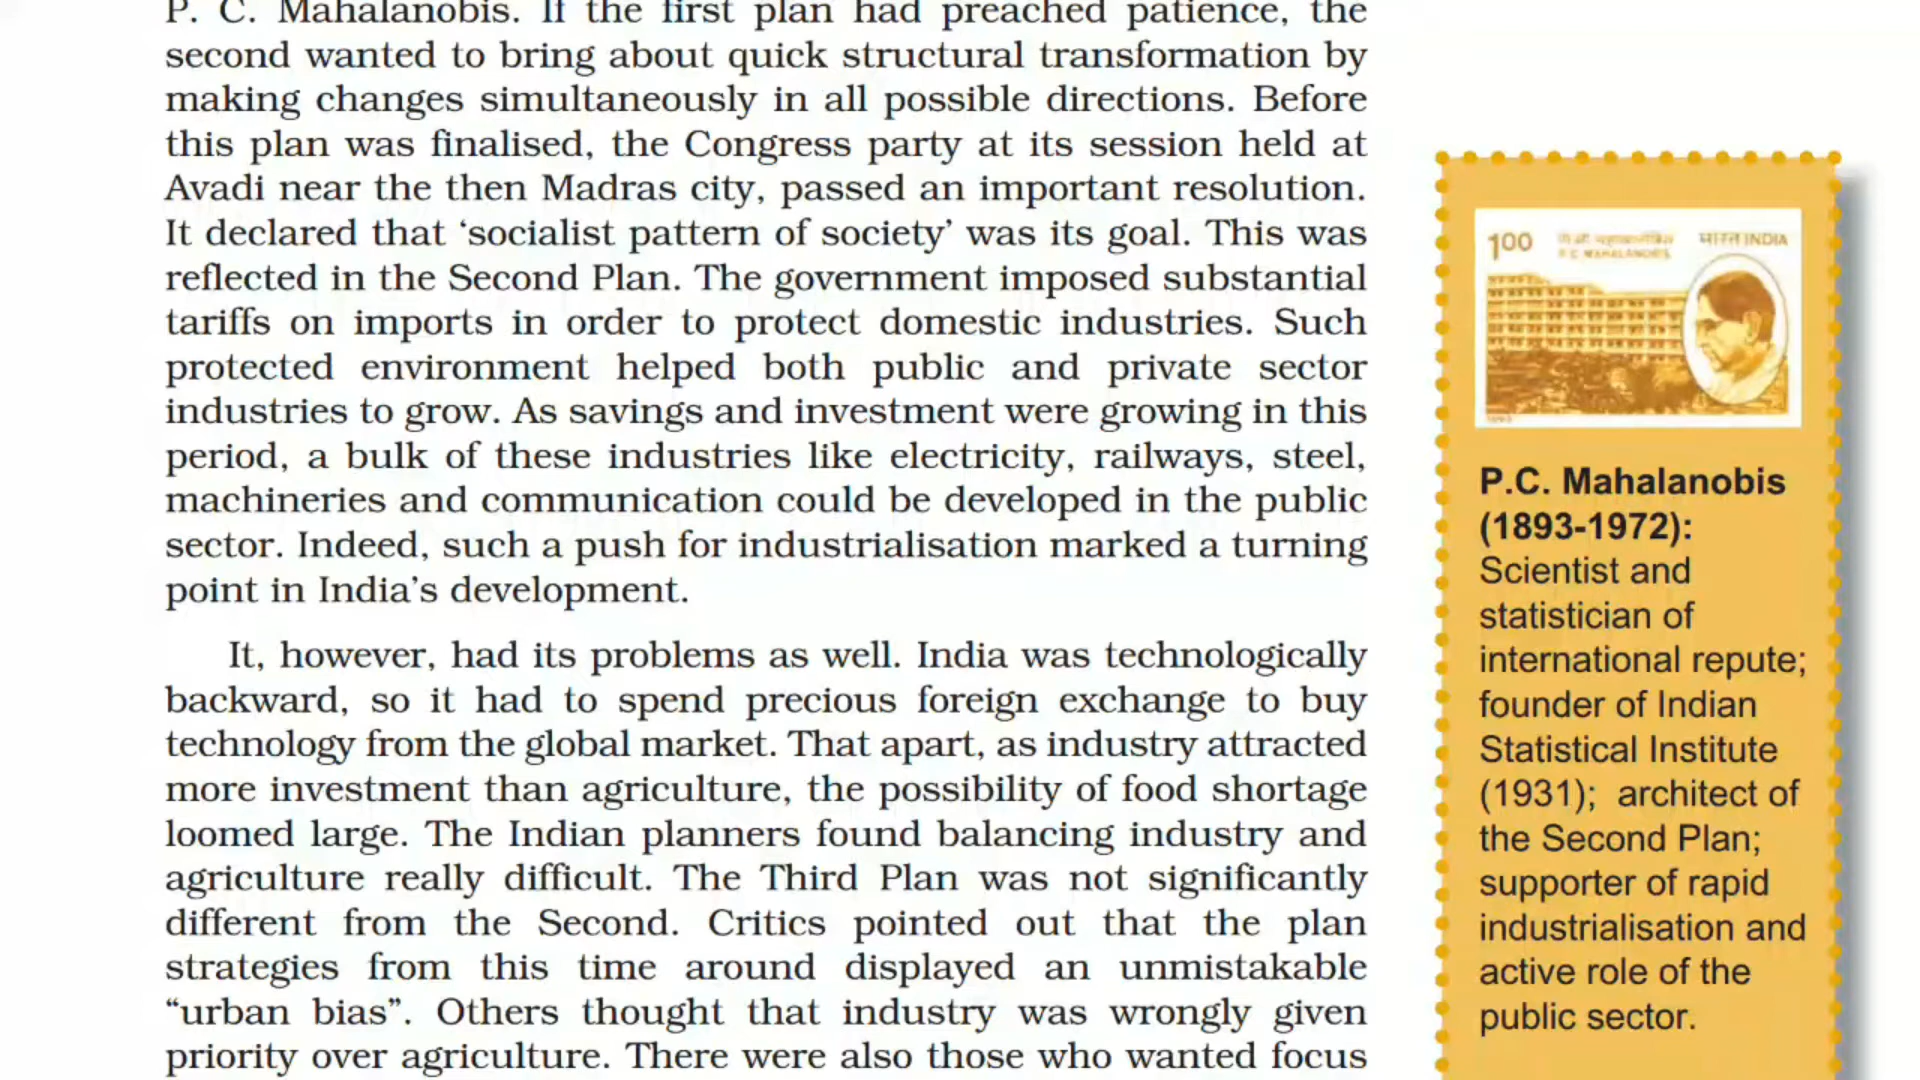 P. C. Mahalanobis. If the first plan had preached patience, the
second wanted to bring about quick structural transformation by
making changes simultaneously in all possible directions. Before
this plan was finalised, the Congress party at its session held at
Avadi near the then Madras city, passed an important resolution.
It declared that ‘socialist pattern of society’ was its goal. This was
reflected in the Second Plan. The government imposed substantial
tariffs on imports in order to protect domestic industries. Such
protected environment helped both public and private sector
industries to grow. As savings and investment were growing in this
period, a bulk of these industries like electricity, railways, steel,
machineries and communication could be developed in the public
sector. Indeed, such a push for industrialisation marked a turning
point in India’s development.
It, however, had its problems as well. India was technologically
backward, so it had to spend precious foreign exchange to buy
technology from the global market. That apart, as industry attracted
more investment than agriculture, the possibility of food shortage
loomed large. The Indian planners found balancing industry and
agriculture really difficult. The Third Plan was not significantly
different from the Second. Critics pointed out that the plan
strategies from this time around displayed an unmistakable
“urban bias”. Others thought that industry was wrongly given
priority over agriculture. There were also those who wanted focus
100 भारत INDIA
P.C. MAHALANOBIS
P.C. Mahalanobis
(1893-1972):
Scientist and
statistician of
international repute;
founder of Indian
Statistical Institute
(1931); architect of
the Second Plan;
supporter of rapid
industrialisation and
active role of the
public sector.